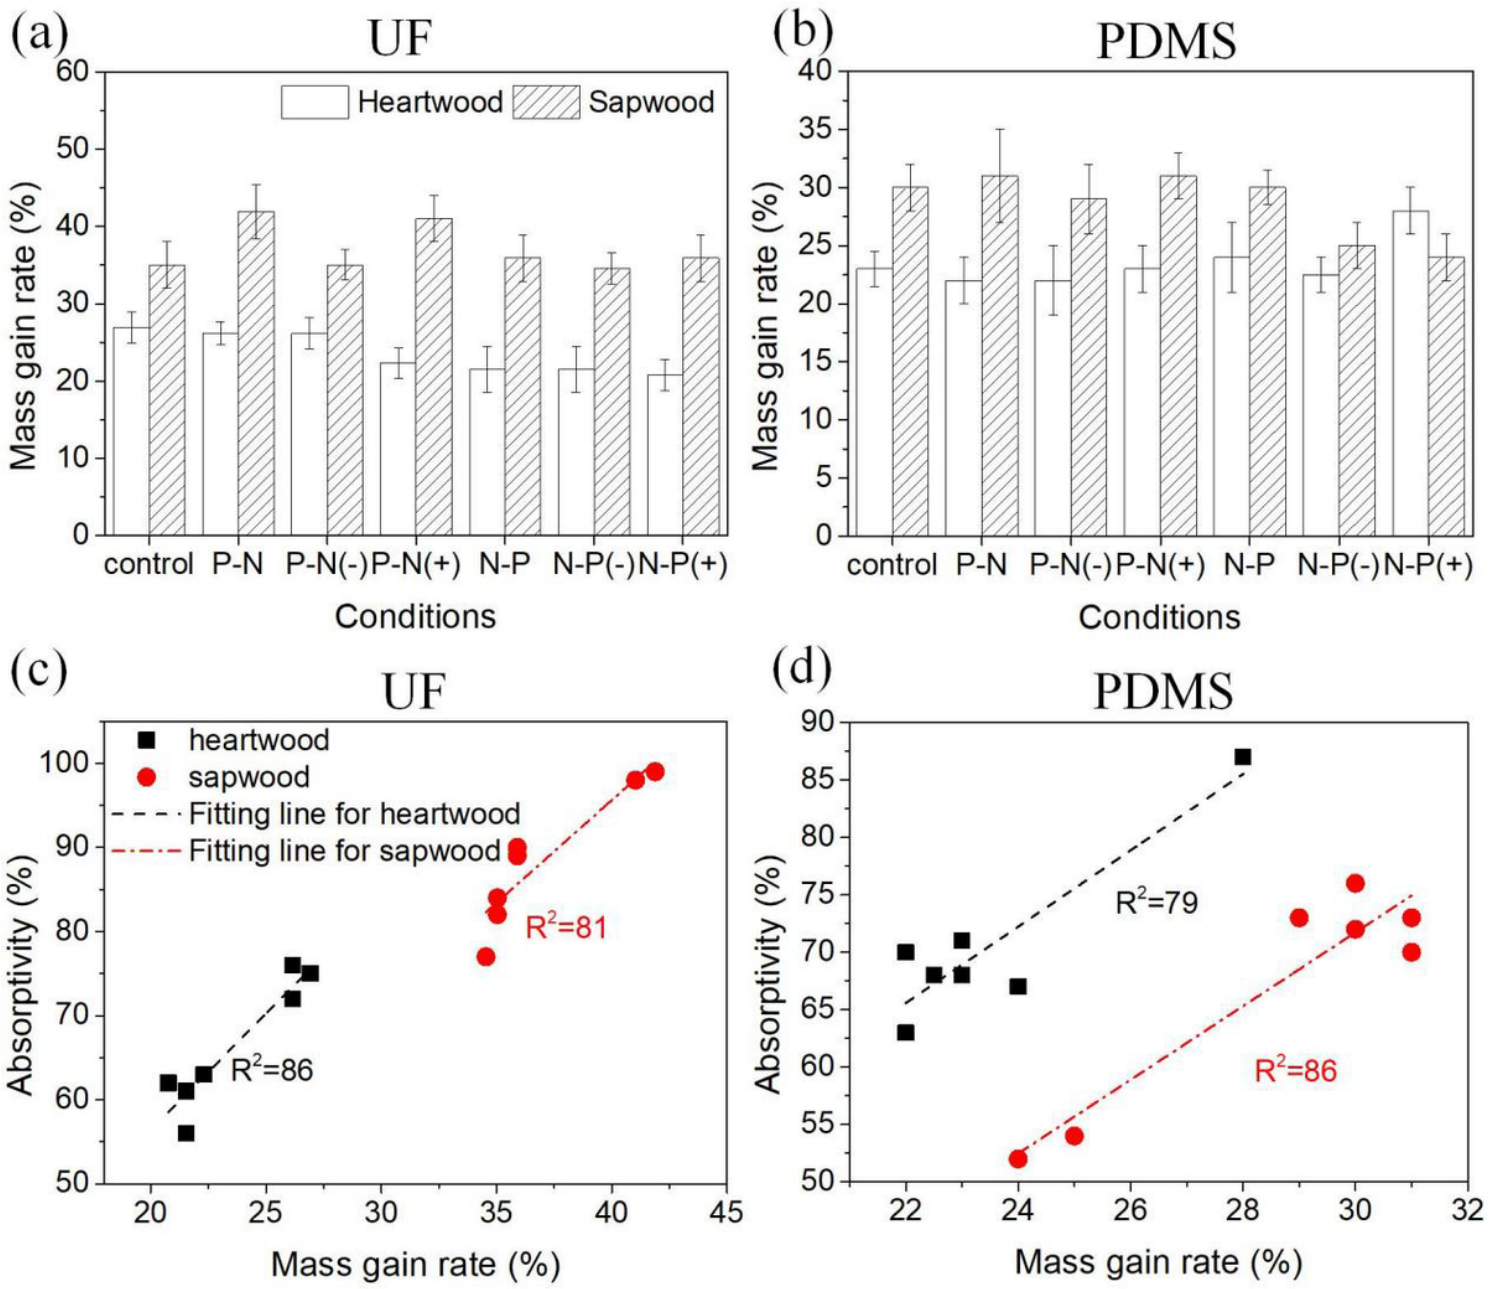 (a) UF
60
50
40
30
20
10
0
Mass gain rate (%)
Heartwood Sapwood
control P-N P-N(-) P-N(+) N-P N-P(-) N-P(+)
Conditions
(b) PDMS
40
35
30
25
20
15
10
5
0
Mass gain rate (%)
control P-N P-N(-) P-N(+) N-P N-P(-) N-P(+)
Conditions
(c) UF
100
90
80
70
60
50
Absorptivity (%)
heartwood
sapwood
Fitting line for heartwood
Fitting line for sapwood
R²=81
R²=86
20 25 30 35 40 45
Mass gain rate (%)
(d) PDMS
90
85
80
75
70
65
60
55
50
Absorptivity (%)
R²=79
R²=86
22 24 26 28 30 32
Mass gain rate (%)